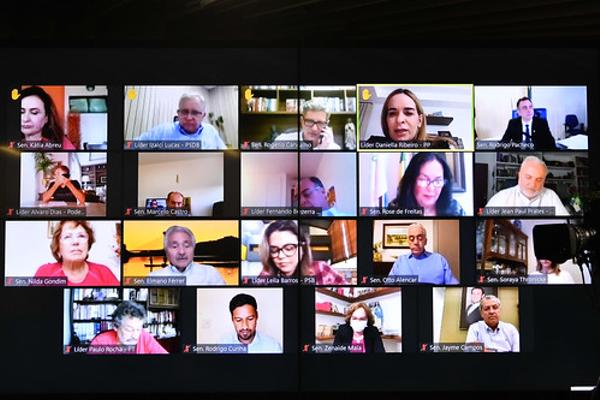 Sen. Kátia Abreu
Líder Izalci Lucas - PSDB
Sen. Rogério Carvalho
Líder Daniella Ribeiro - PP
Sen. Rodrigo Pacheco
Líder Alvaro Dias - Pode...
Sen. Marcelo Castro
Líder Fernando Bezerra...
Sen. Rose de Freitas
Líder Jean Paul Prates -...
Sen. Nilda Gondim
Sen. Elmano Férrer
Líder Leila Barros - PSB
Sen. Otto Alencar
Sen. Soraya Thronicke
Líder Paulo Rocha - PT
Sen. Rodrigo Cunha
Sen. Zenaide Maia
Sen. Jayme Campos